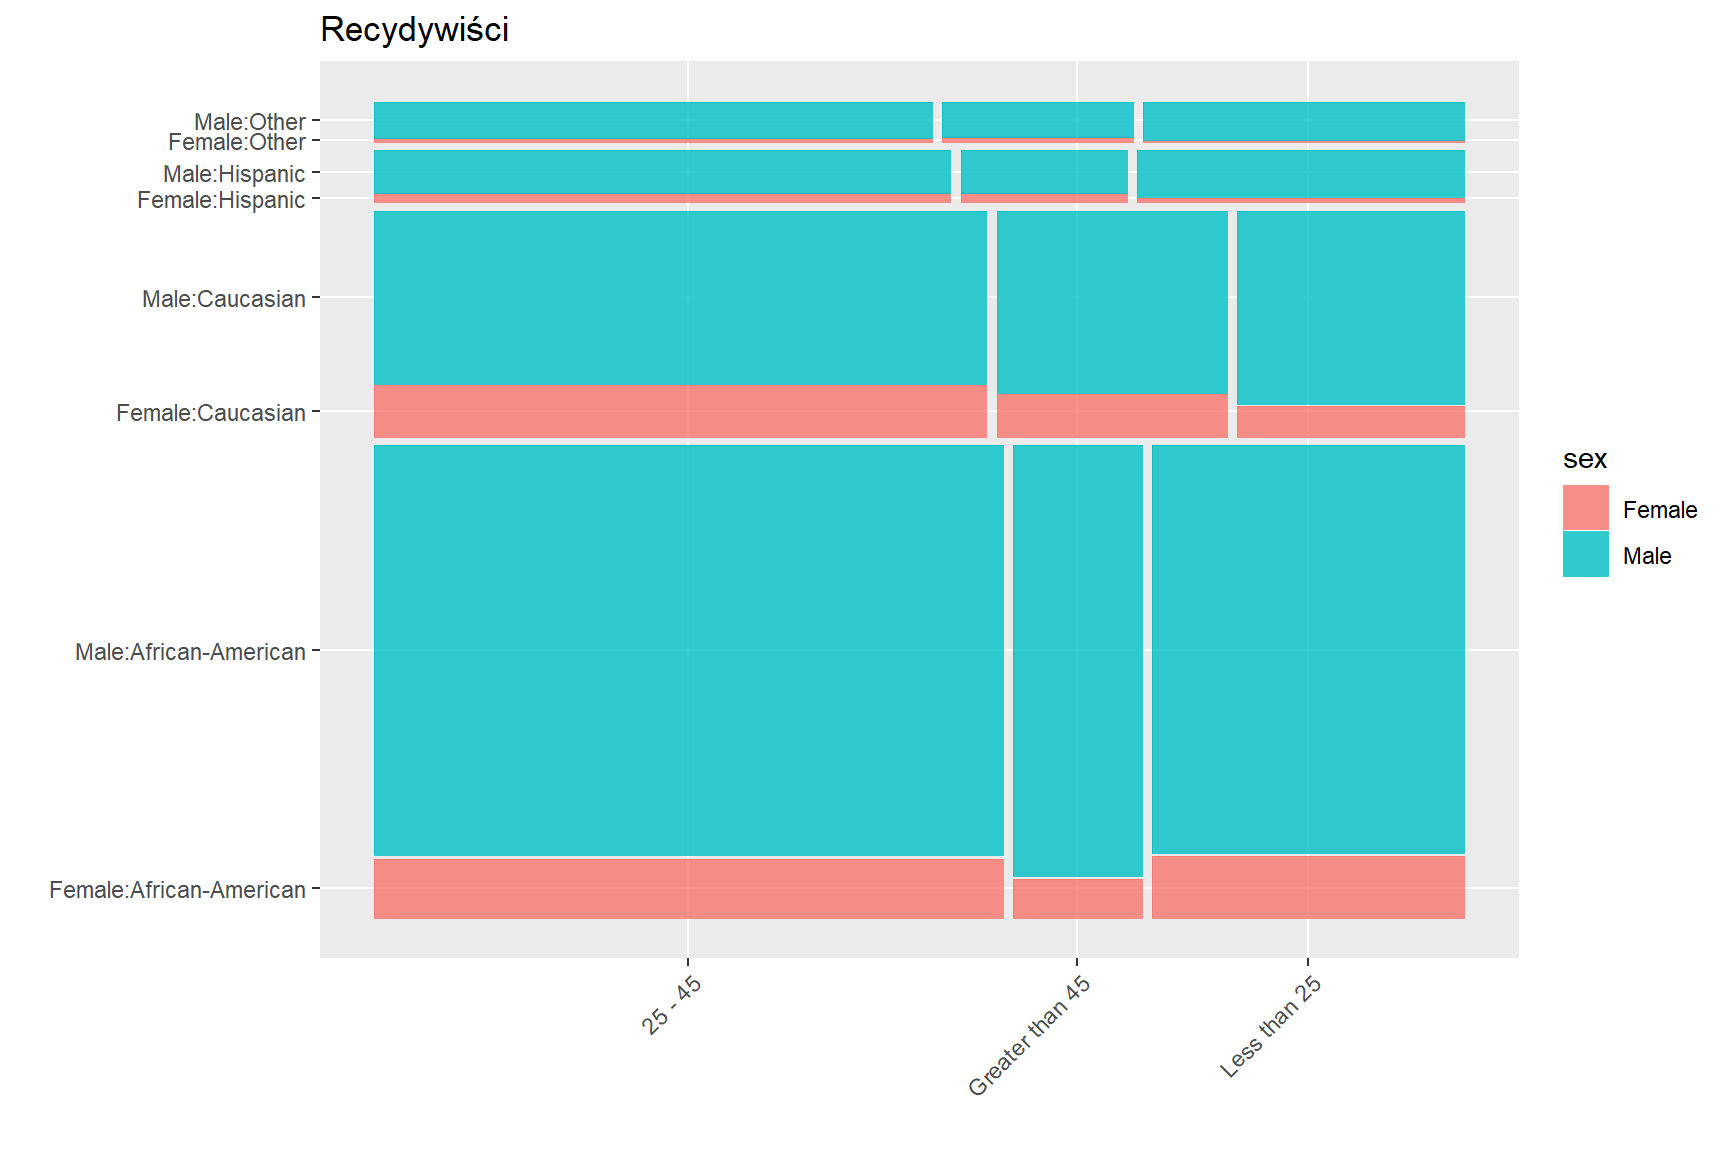 Recydywiści
Male:Other
Female:Other
Male:Hispanic
Female:Hispanic
Male:Caucasian
Female:Caucasian
Male:African-American
Female:African-American
25 - 45
Greater than 45
Less than 25
sex
Female
Male